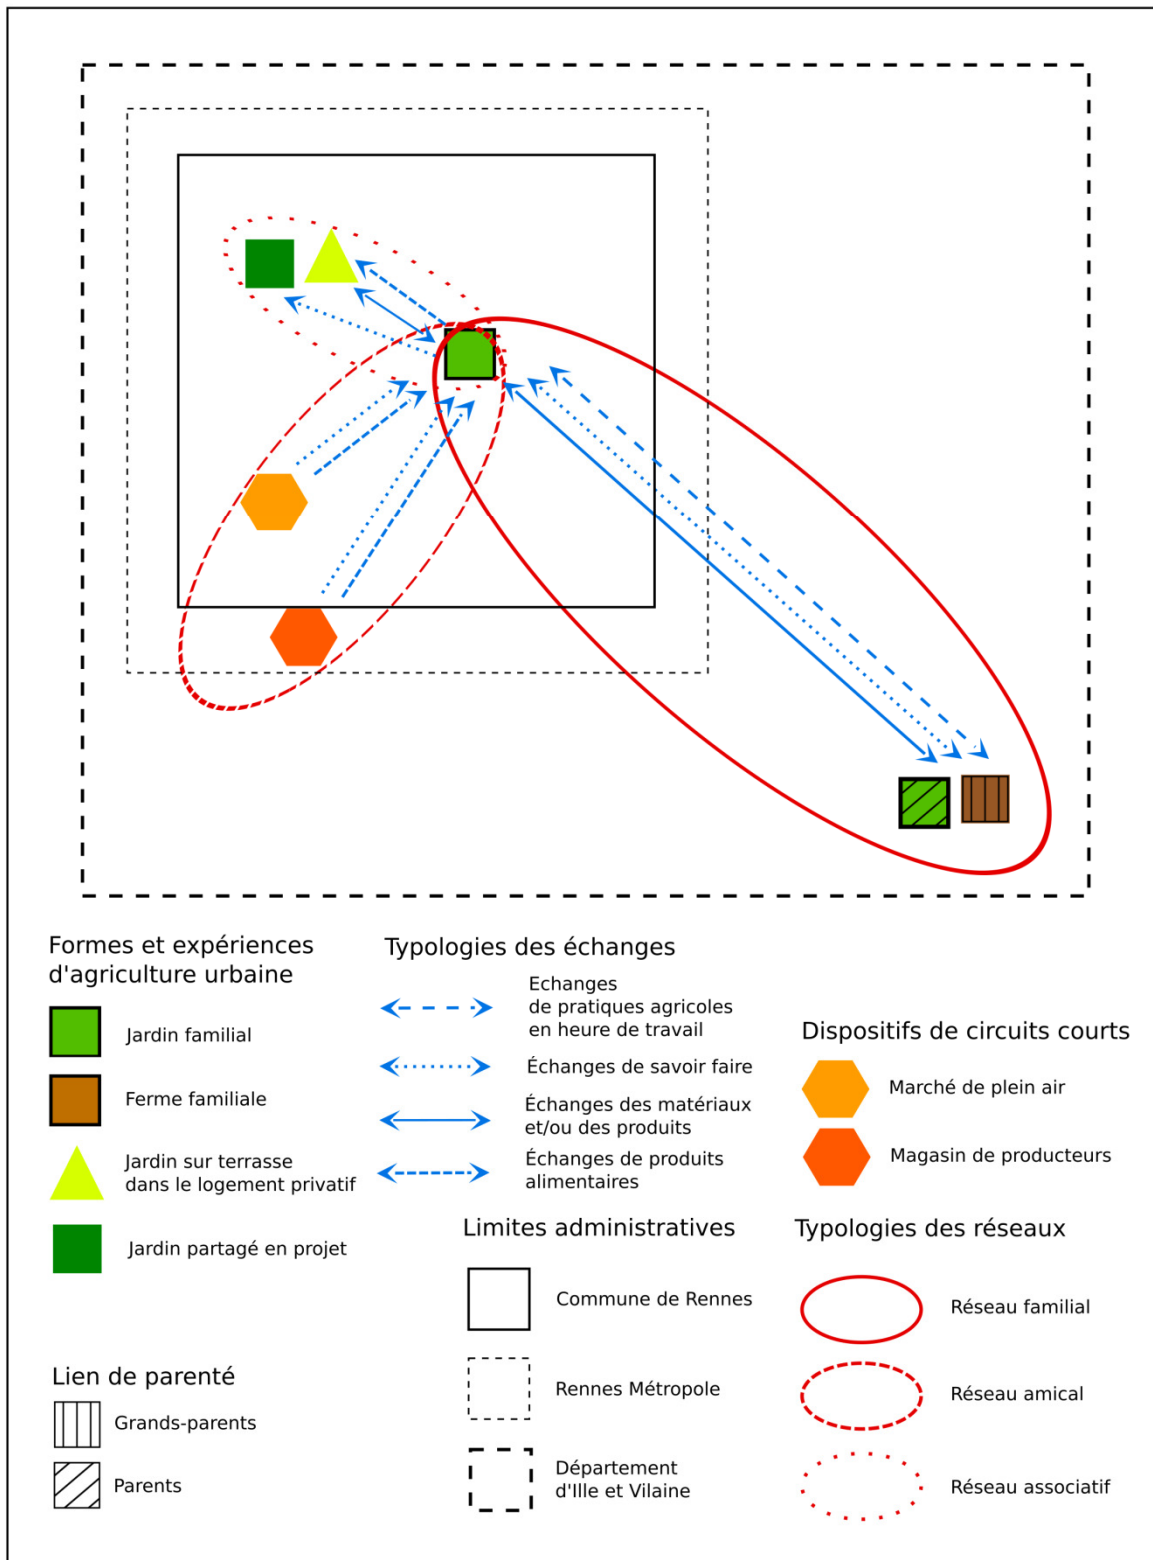 Formes et expériences
d'agriculture urbaine
Jardin familial
Ferme familiale
Jardin sur terrasse
dans le logement privatif
Jardin partagé en projet
Lien de parenté
Grands-parents
Parents
Typologies des échanges
Echanges
de pratiques agricoles
en heure de travail
Échanges de savoir faire
Échanges des matériaux
et/ou des produits
Échanges de produits
alimentaires
Limites administratives
Commune de Rennes
Rennes Métropole
Département
d'Ille et Vilaine
Dispositifs de circuits courts
Marché de plein air
Magasin de producteurs
Typologies des réseaux
Réseau familial
Réseau amical
Réseau associatif